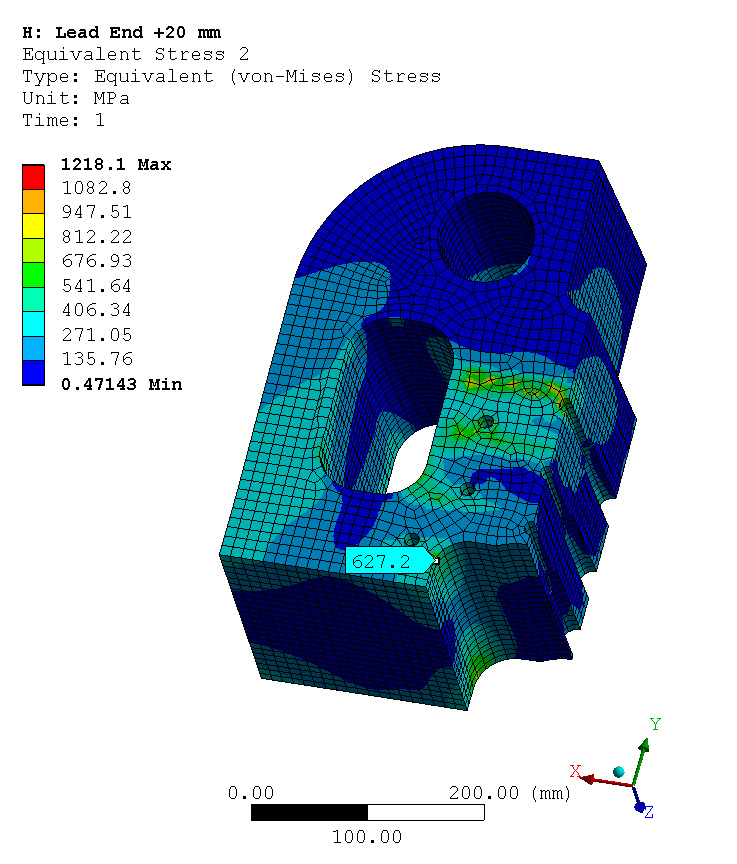 H: Lead End +20 mm
Equivalent Stress 2
Type: Equivalent (von-Mises) Stress
Unit: MPa
Time: 1
1218.1 Max
1082.8
947.51
812.22
676.93
541.64
406.34
271.05
135.76
0.47143 Min
627.2
Y
X
Z
0.00
200.00 (mm)
100.00